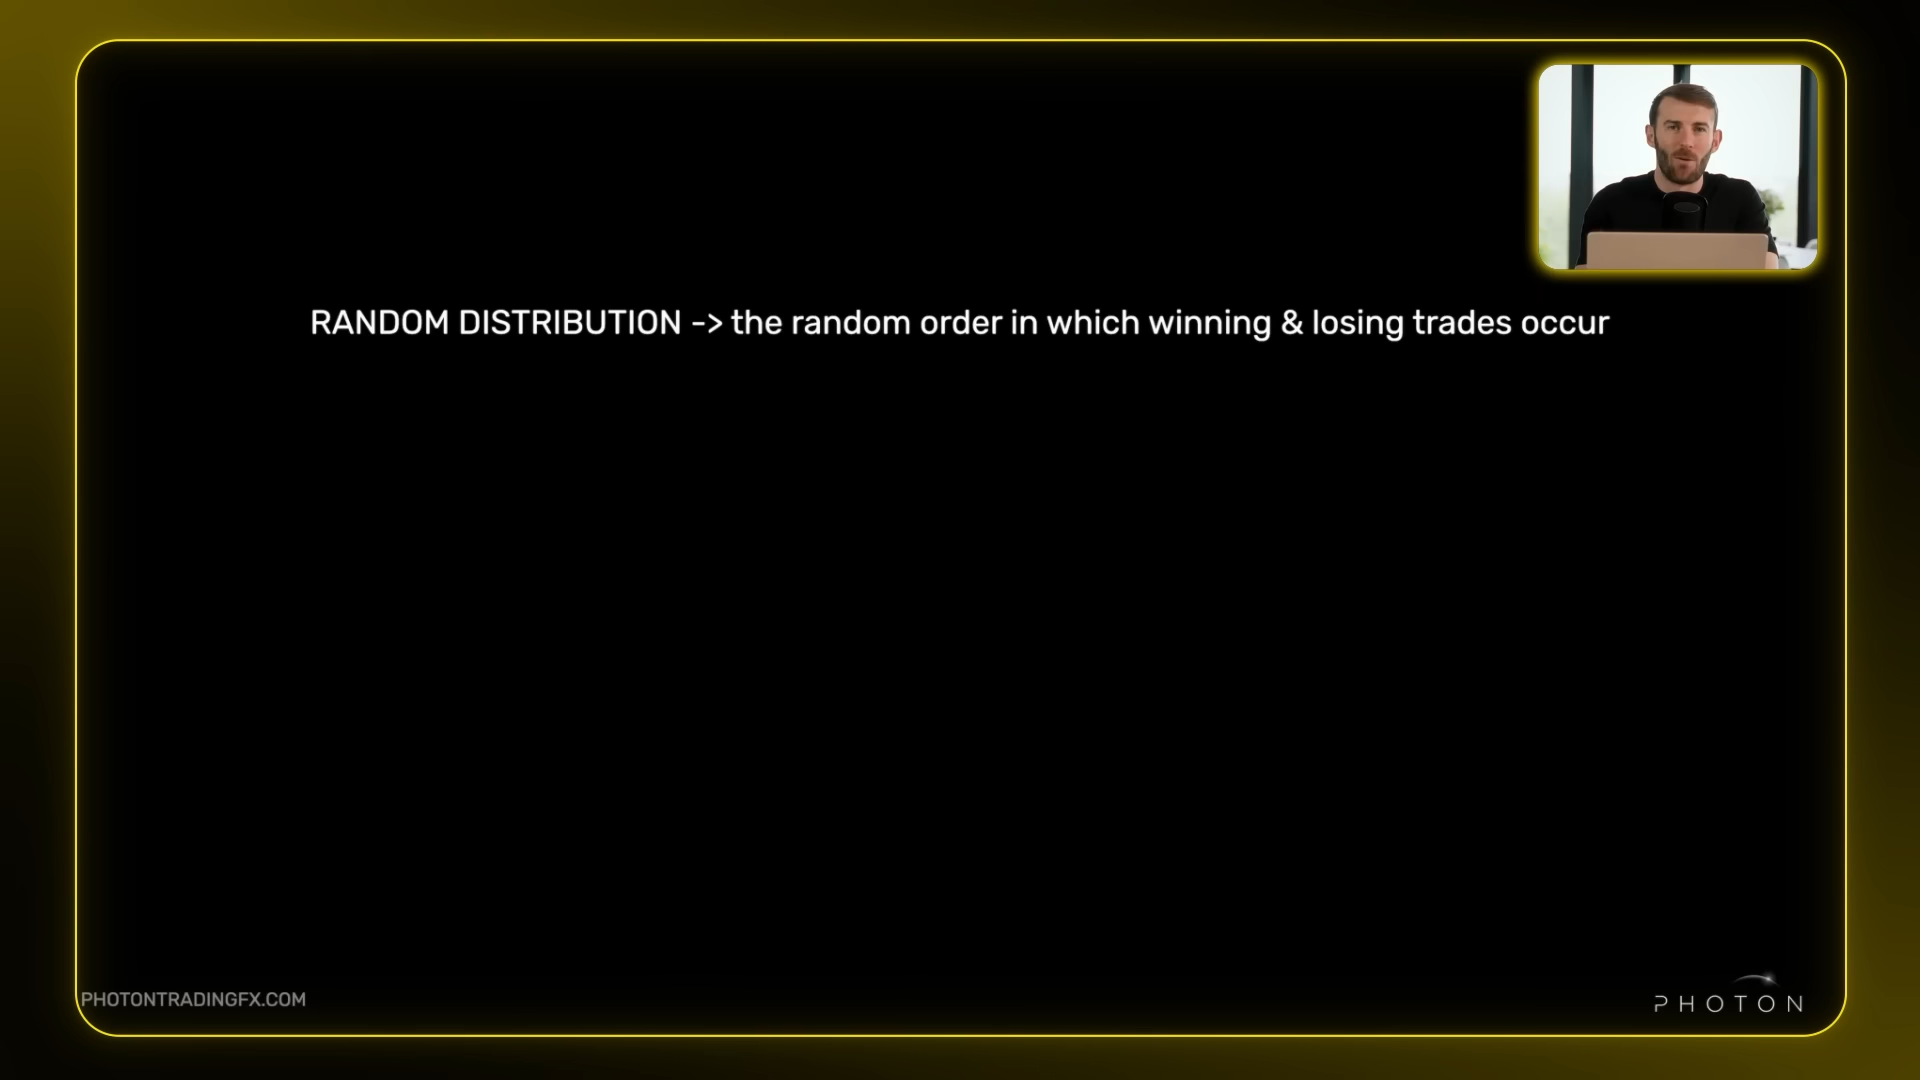 RANDOM DISTRIBUTION -> the random order in which winning & losing trades occur
PHOTONTRADINGFX.COM
PHOTON